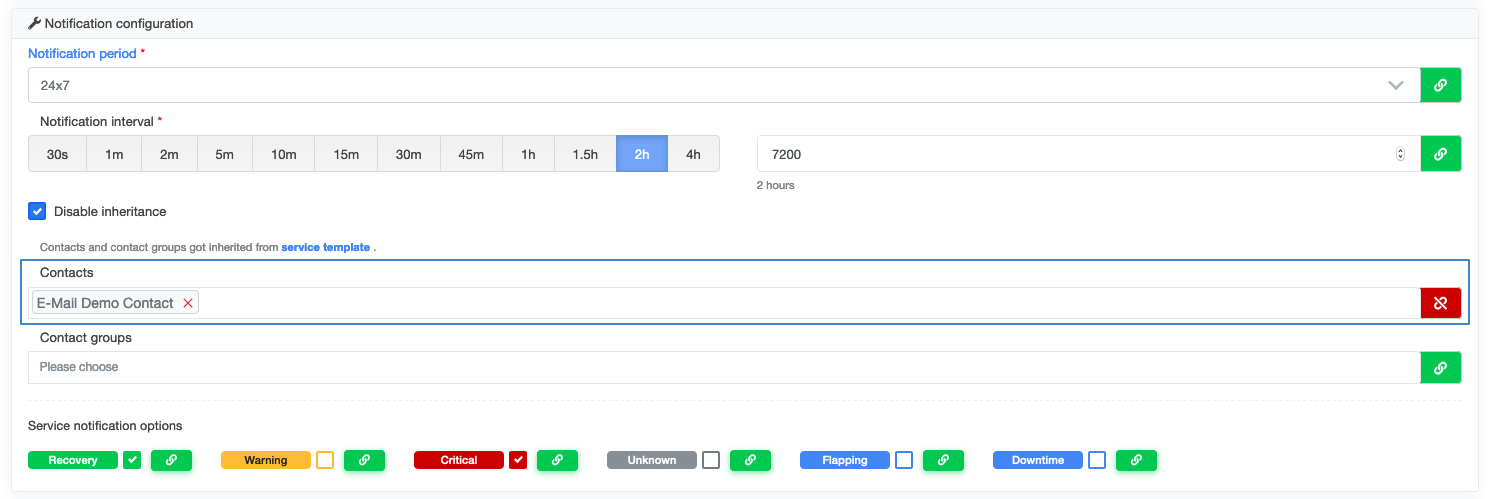 Notification configuration
Notification period *
24x7
Notification interval *
30s 1m 2m 5m 10m 15m 30m 45m 1h 1.5h 2h 4h 7200
2 hours
Disable inheritance
Contacts and contact groups got inherited from service template .
Contacts
E-Mail Demo Contact
Contact groups
Please choose
Service notification options
Recovery Warning Critical Unknown Flapping Downtime